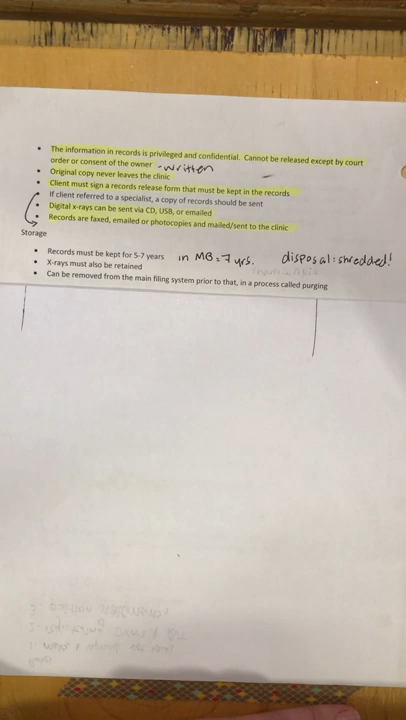 • The information in records is privileged and confidential. Cannot be released except by court
order or consent of the owner - written
• Original copy never leaves the clinic
• Client must sign a records release form that must be kept in the records
• If client referred to a specialist, a copy of records should be sent
• Digital x-rays can be sent via CD, USB, or emailed
• Records are faxed, emailed or photocopies and mailed/sent to the clinic
Storage
• Records must be kept for 5-7 years in MB = 7 yrs. disposal: shredded!
• X-rays must also be retained
• Can be removed from the main filing system prior to that, in a process called purging